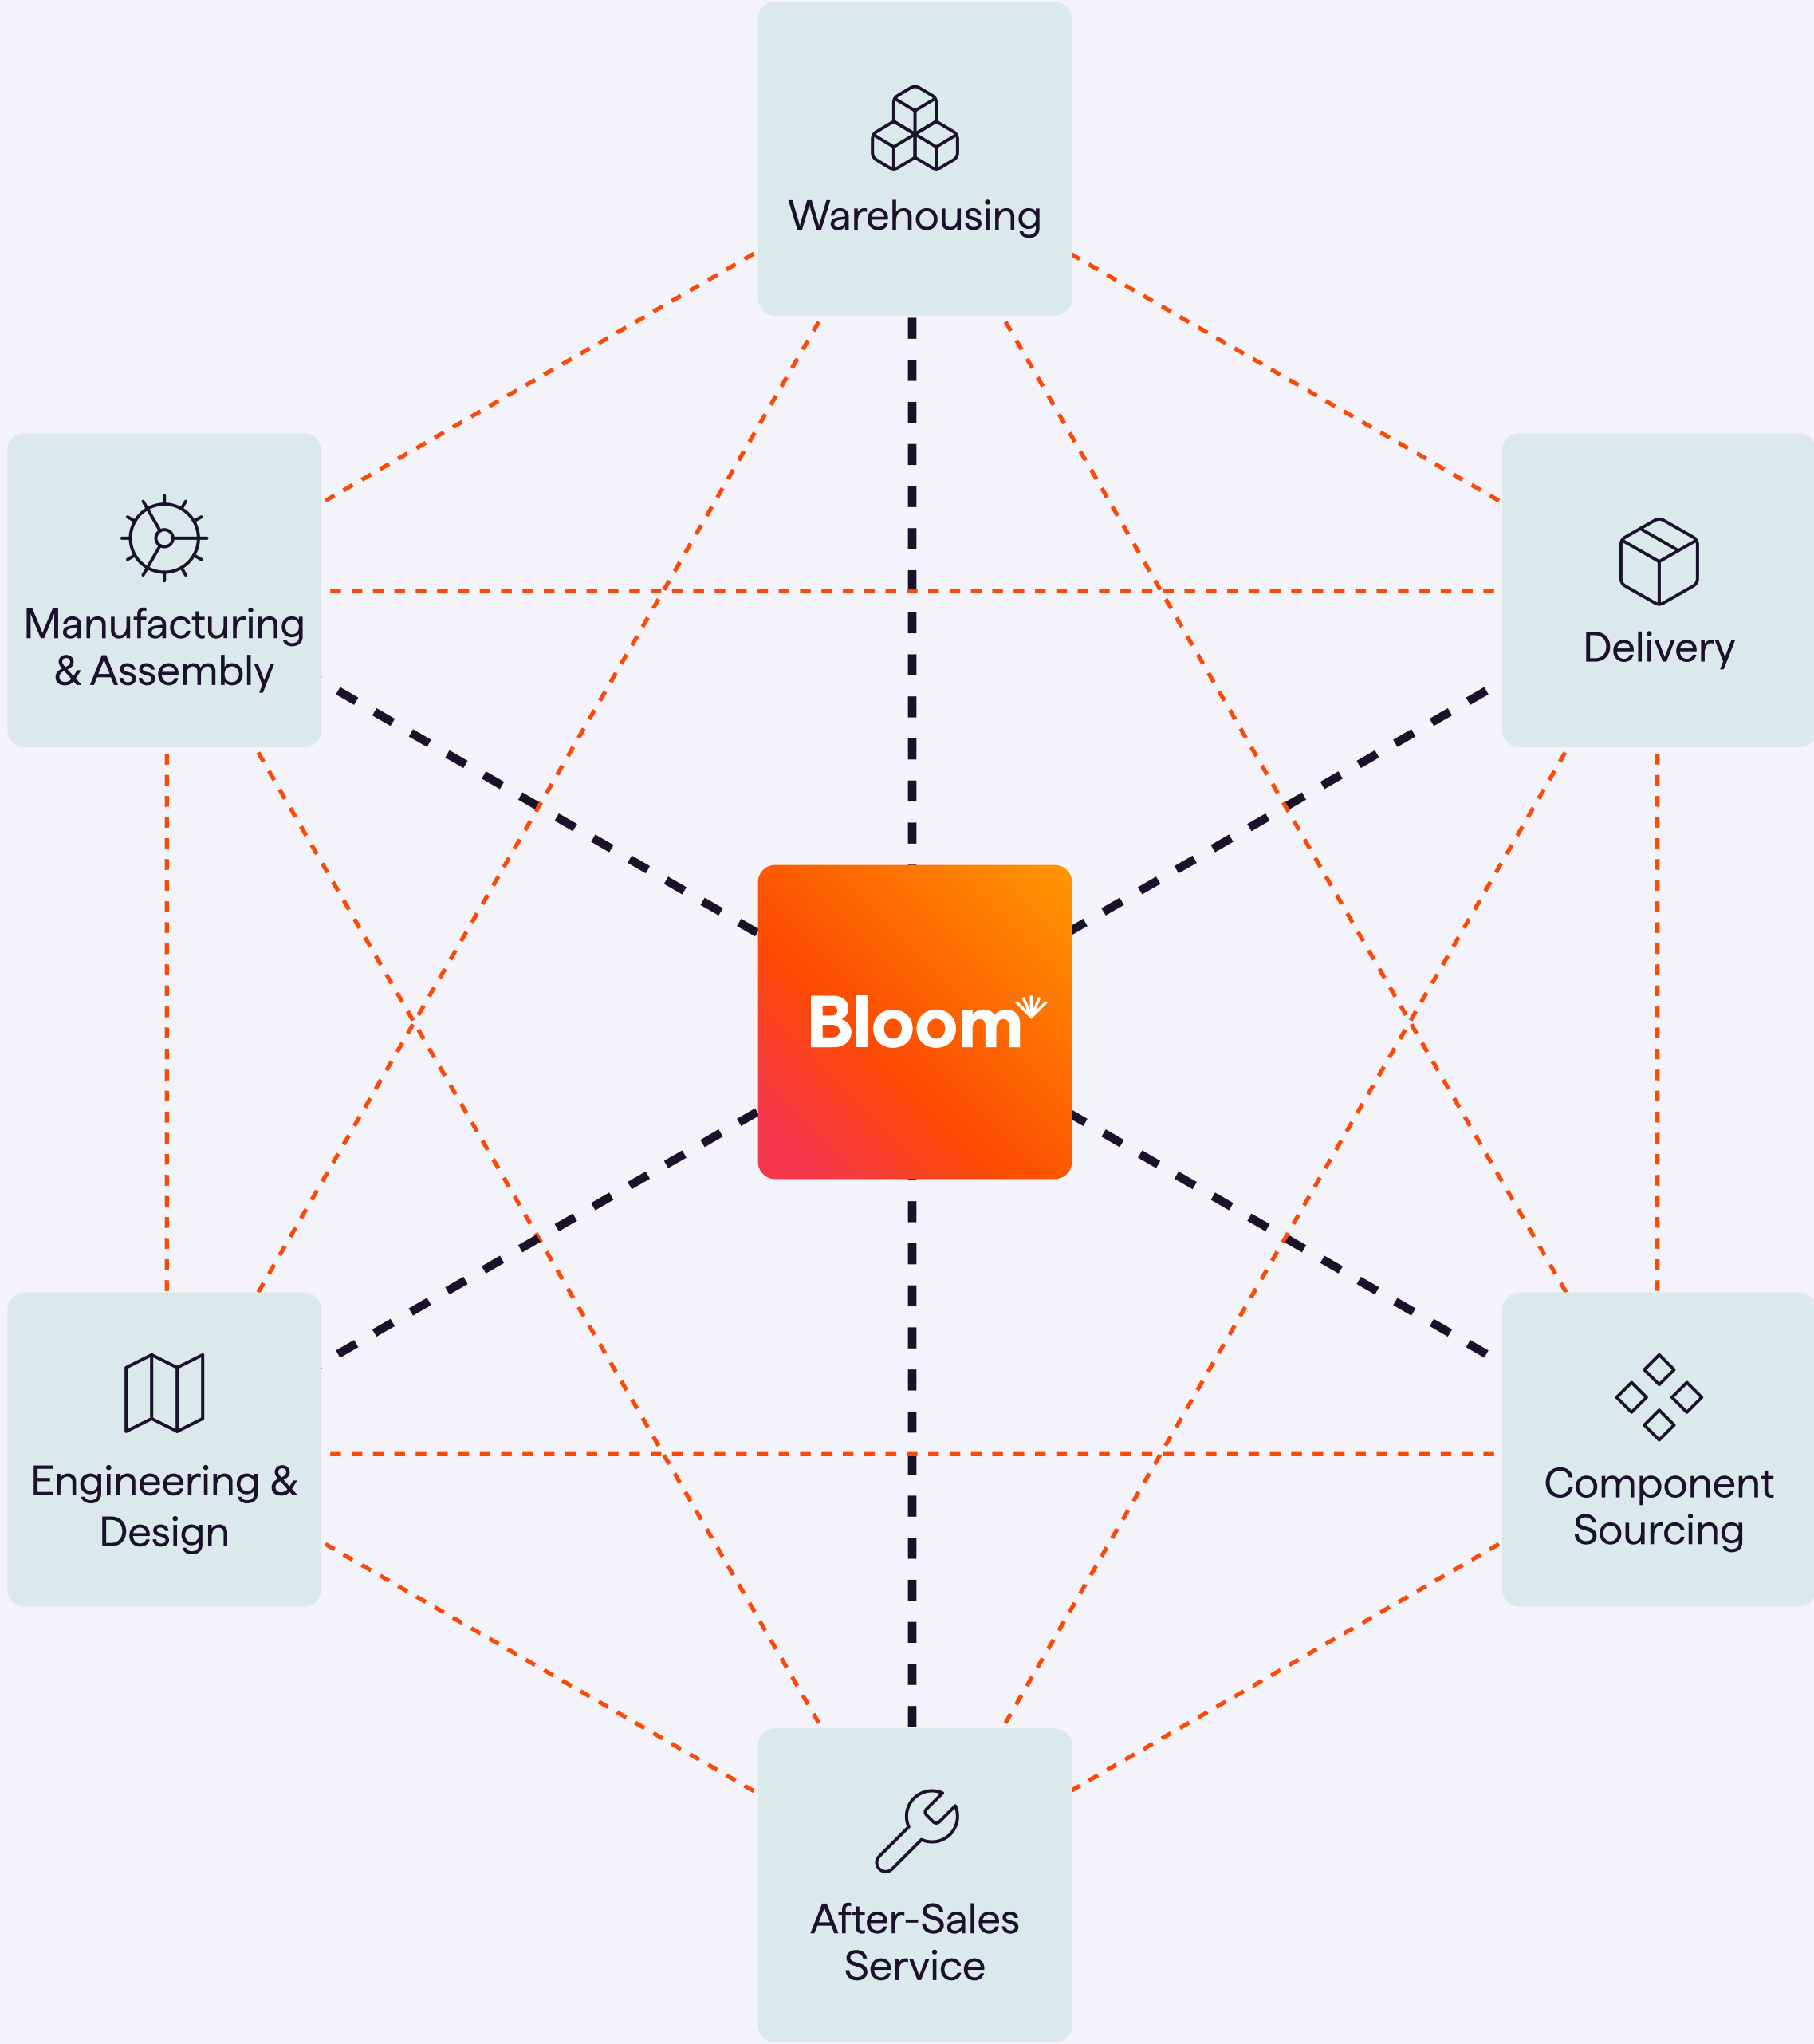 Warehousing
Manufacturing
& Assembly
Delivery
Bloom
Engineering &
Design
Component
Sourcing
After-Sales
Service